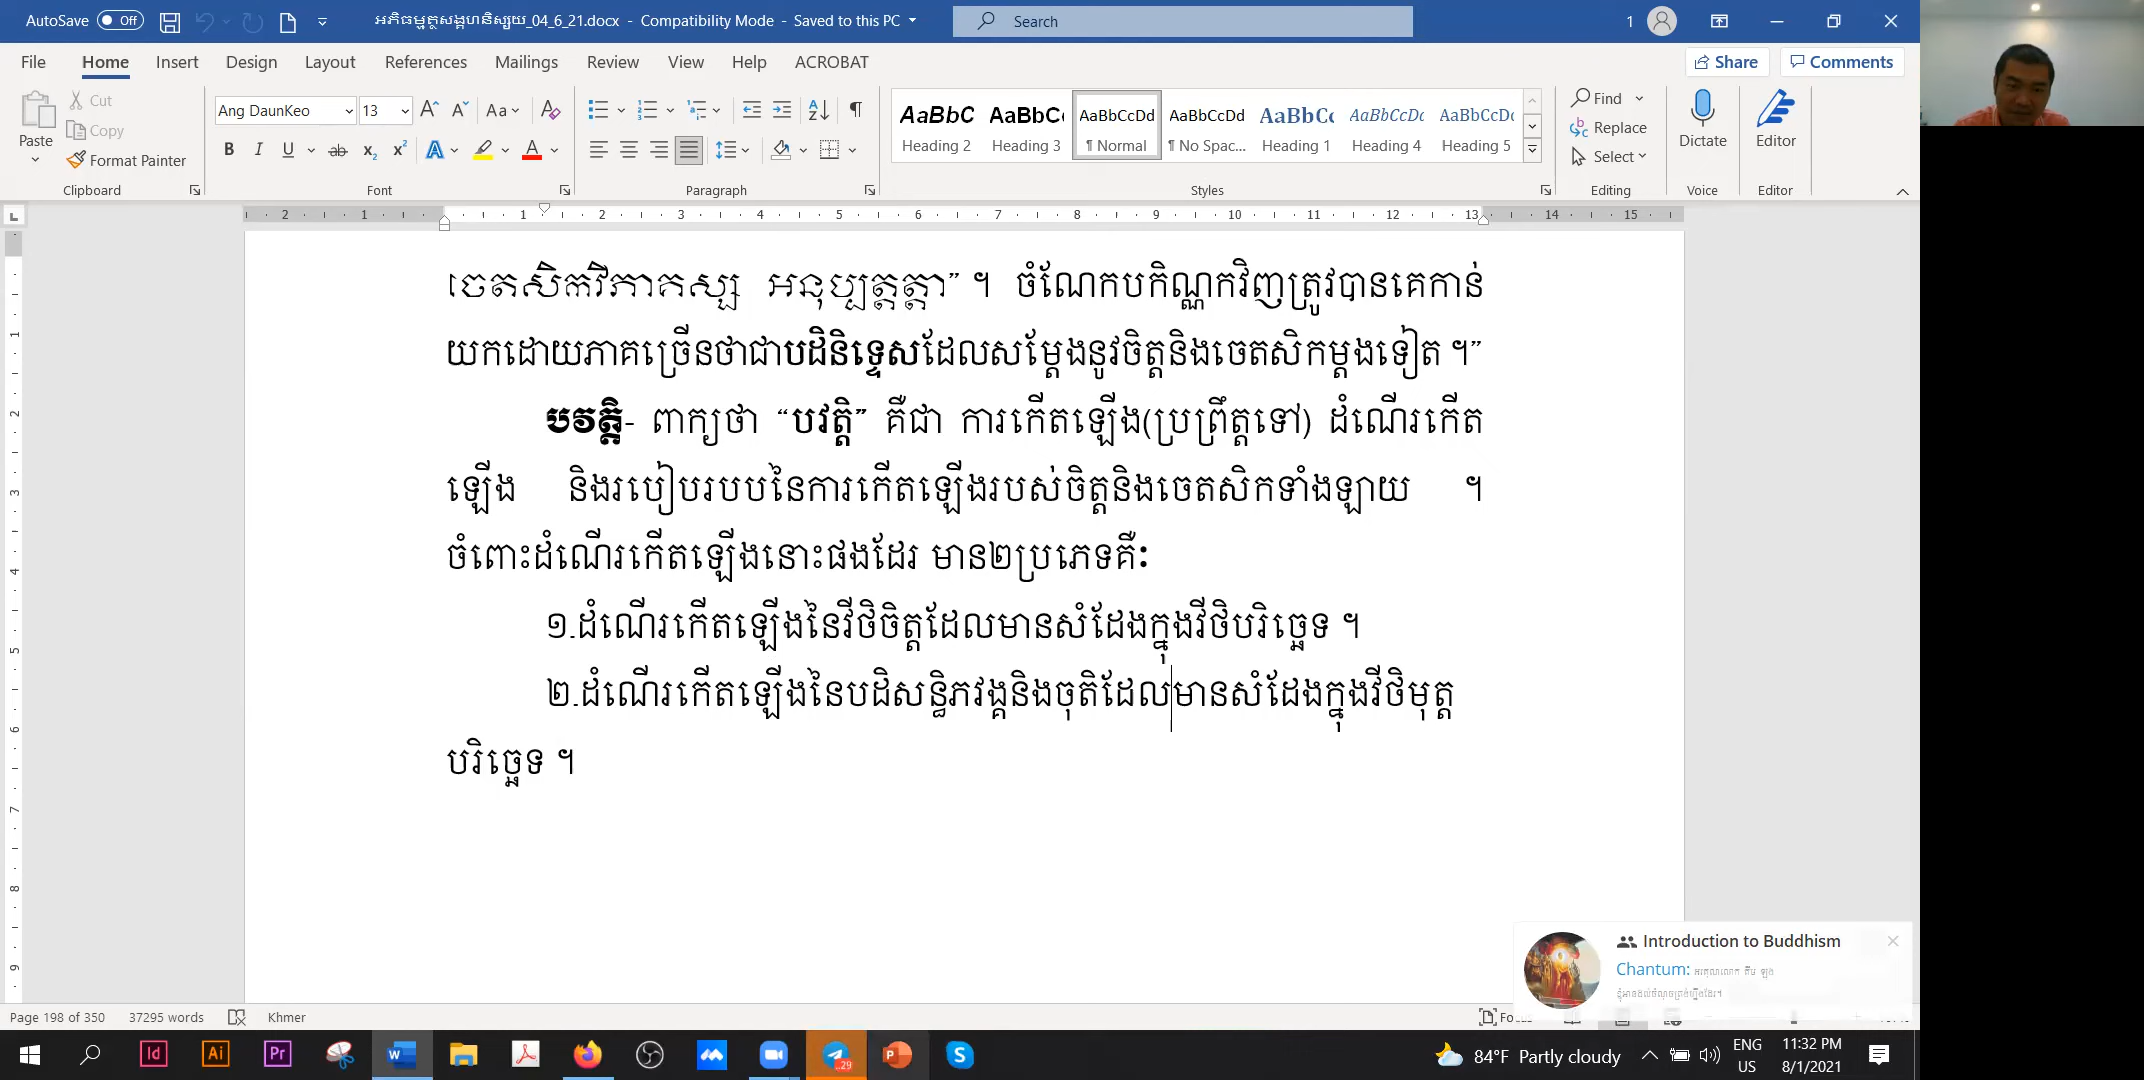 AutoSave Off អភិធម្មត្ថសង្គហនិស្សយ_04_6_21.docx - Compatibility Mode - Saved to this PC Search 1
File Home Insert Design Layout References Mailings Review View Help ACROBAT Share Comments
Paste Cut Copy Format Painter Clipboard
Ang DaunKeo 13 Font
Paragraph
AaBbC Heading 2 AaBbC Heading 3 AaBbCcDd ¶ Normal AaBbCcDd ¶ No Spac... AaBbCc Heading 1 AaBbCcDc Heading 4 AaBbCcDc Heading 5 Styles
Find Replace Select Editing
Dictate Voice Editor Editor
ចេតសិកវិភាគស្ស អនុប្បត្តត្តា” ។ ចំណែកបកិណ្ណកវិញត្រូវបានគេកាន់
យកដោយភាគច្រើនថាជាបដិនិទ្ទេសដែលសម្ដែងនូវចិត្តនិងចេតសិកម្ដងទៀត ។”
បវត្តិ- ពាក្យថា “បវត្តិ” គឺជា ការកើតឡើង(ប្រព្រឹត្តទៅ) ដំណើរកើត
ឡើង និងរបៀបរបបនៃការកើតឡើងរបស់ចិត្តនិងចេតសិកទាំងឡាយ ។
ចំពោះដំណើរកើតឡើងនោះផងដែរ មាន២ប្រភេទគឺៈ
១.ដំណើរកើតឡើងនៃវីថិចិត្តដែលមានសំដែងក្នុងវីថិបរិច្ឆេទ ។
២.ដំណើរកើតឡើងនៃបដិសន្ធិភវង្គនិងចុតិដែលមានសំដែងក្នុងវីថិមុត្ត
បរិច្ឆេទ ។
Introduction to Buddhism
Chantum:
Page 198 of 350 37295 words Khmer
84°F Partly cloudy ENG US 11:32 PM 8/1/2021